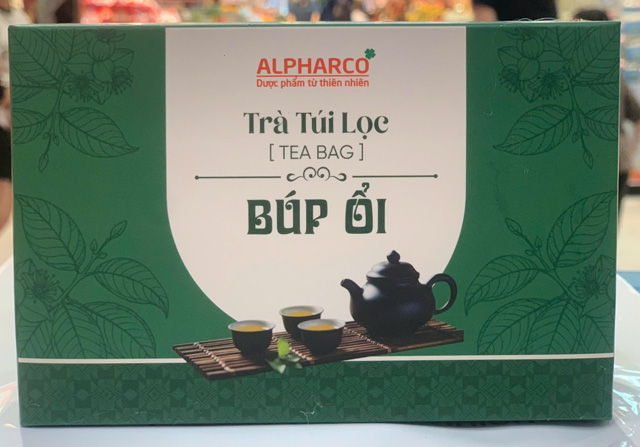 ALPHARCO
Dược phẩm từ thiên nhiên
Trà Túi Lọc
[ TEA BAG ]
BÚP ỔI